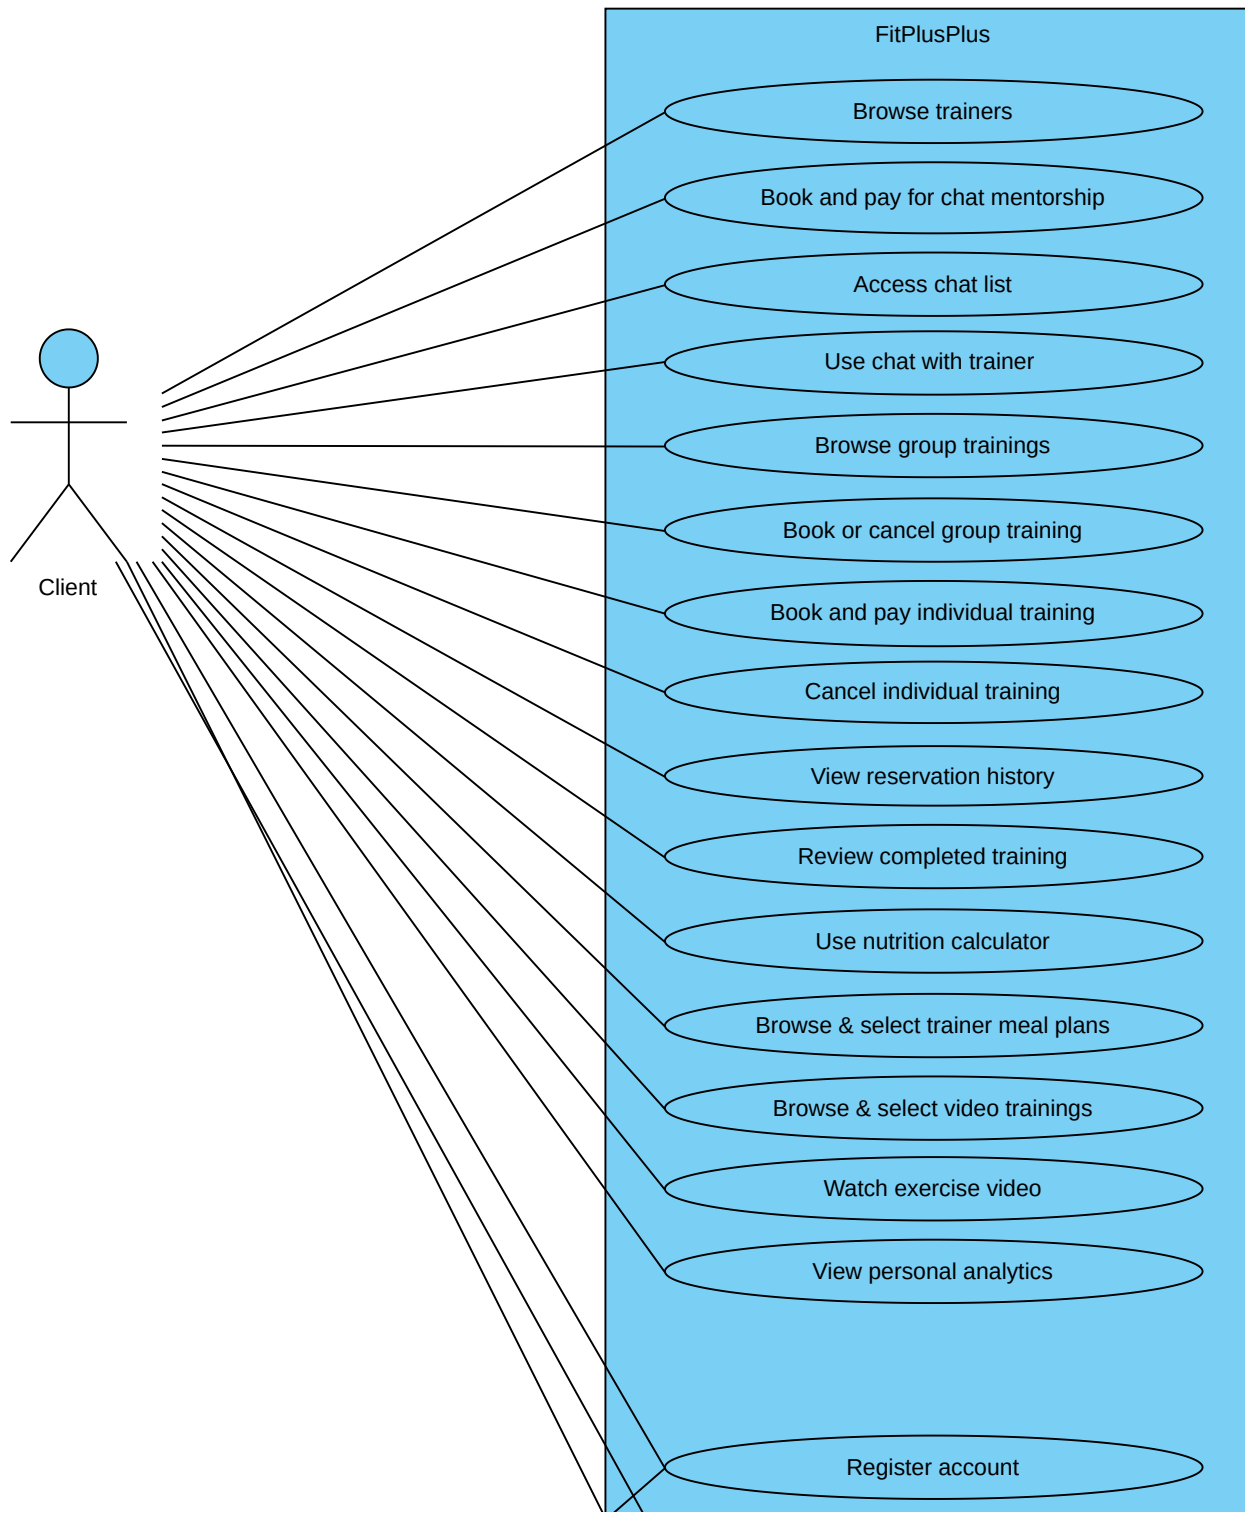 FitPlusPlus
Browse trainers
Book and pay for chat mentorship
Access chat list
Use chat with trainer
Browse group trainings
Book or cancel group training
Book and pay individual training
Client
Cancel individual training
View reservation history
Review completed training
Use nutrition calculator
Browse & select trainer meal plans
Browse & select video trainings
Watch exercise video
View personal analytics
Register account